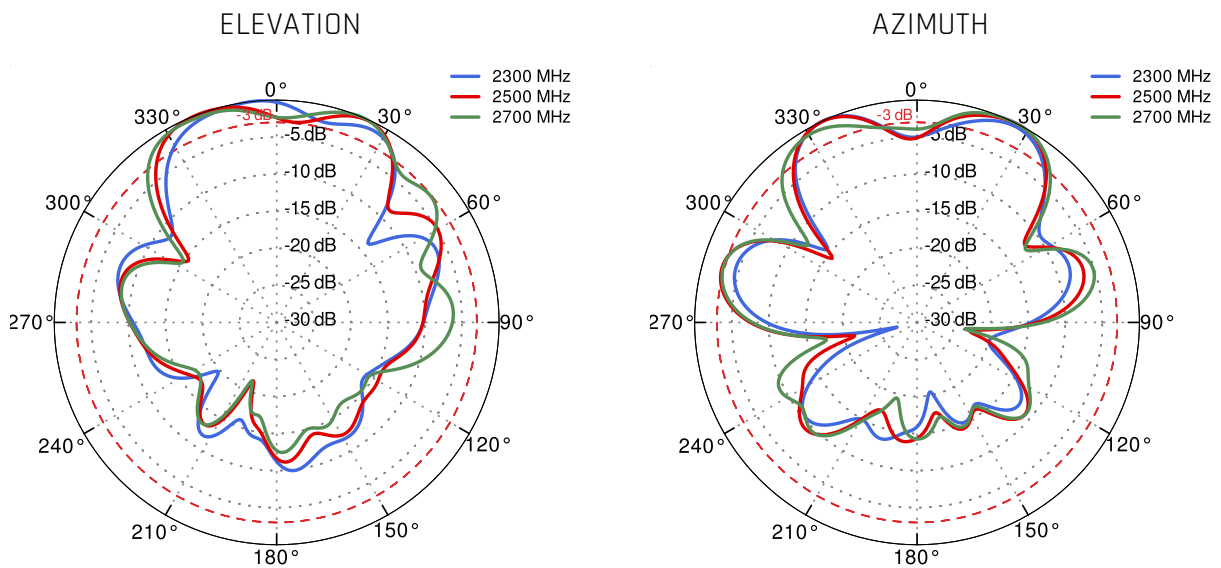 ELEVATION
2300 MHz
2500 MHz
2700 MHz
0°
330°
30°
-3 dB
-5 dB
-10 dB
300°
60°
-15 dB
-20 dB
-25 dB
-30 dB
270°
90°
240°
120°
210°
150°
180°
AZIMUTH
2300 MHz
2500 MHz
2700 MHz
0°
330°
30°
-3 dB
-5 dB
-10 dB
300°
60°
-15 dB
-20 dB
-25 dB
-30 dB
270°
90°
240°
120°
210°
150°
180°